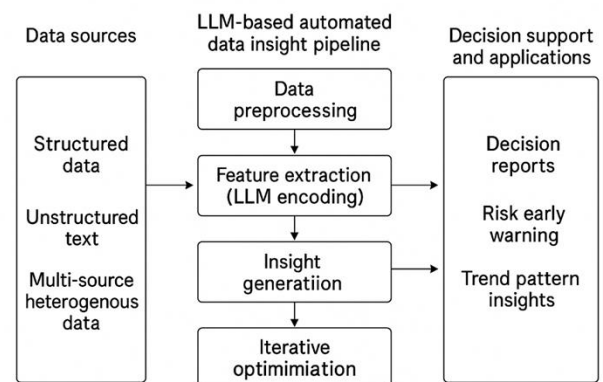 Data sources
Structured
data
Unstructured
text
Multi-source
heterogenous
data
LLM-based automated
data insight pipeline
Data
preprocessing
Feature extraction
(LLM encoding)
Insight
generatiion
Iterative
optimimiation
Decision support
and applications
Decision
reports
Risk early
warning
Trend pattern
insights